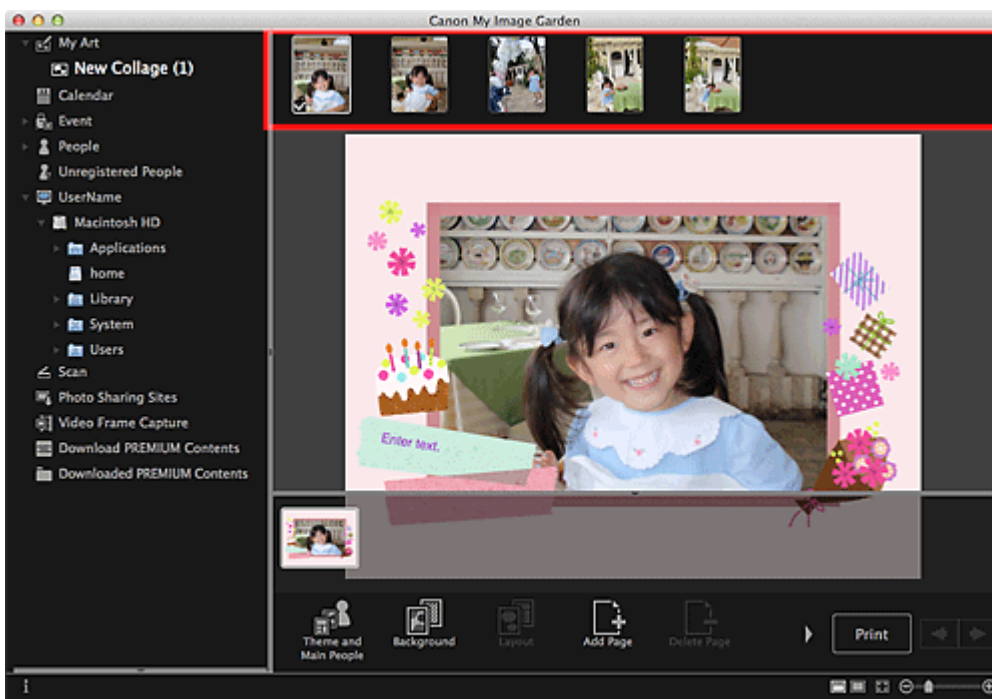 Canon My Image Garden
My Art
New Collage (1)
Calendar
Event
People
Unregistered People
UserName
Macintosh HD
Applications
home
Library
System
Users
Scan
Photo Sharing Sites
Video Frame Capture
Download PREMIUM Contents
Downloaded PREMIUM Contents
Enter text.
Theme and
Main People
Background
Layout
Add Page
Delete Page
Print